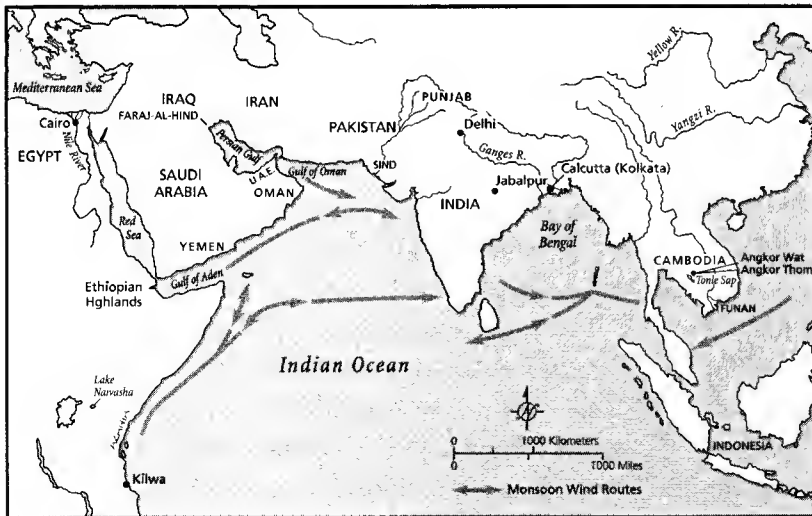 Mediterranean Sea
Cairo
EGYPT
Nile River
IRAQ
FARAJ-AL-HIND
IRAN
Persian Gulf
PAKISTAN
PUNJAB
Delhi
Ganges R.
Yellow R.
Yangzi R.
SAUDI
ARABIA
U.A.E.
Gulf of Oman
OMAN
SIND
Jabalpur
INDIA
Calcutta (Kolkata)
Red
Sea
YEMEN
Gulf of Aden
Ethiopian
Hghlands
Bay of
Bengal
CAMBODIA
Angkor Wat
Angkor Thom
Tonle Sap
FUNAN
Indian Ocean
Lake
Naivasha
Kilwa
N
INDONESIA
0 1000 Kilometers
0 1000 Miles
Monsoon Wind Routes